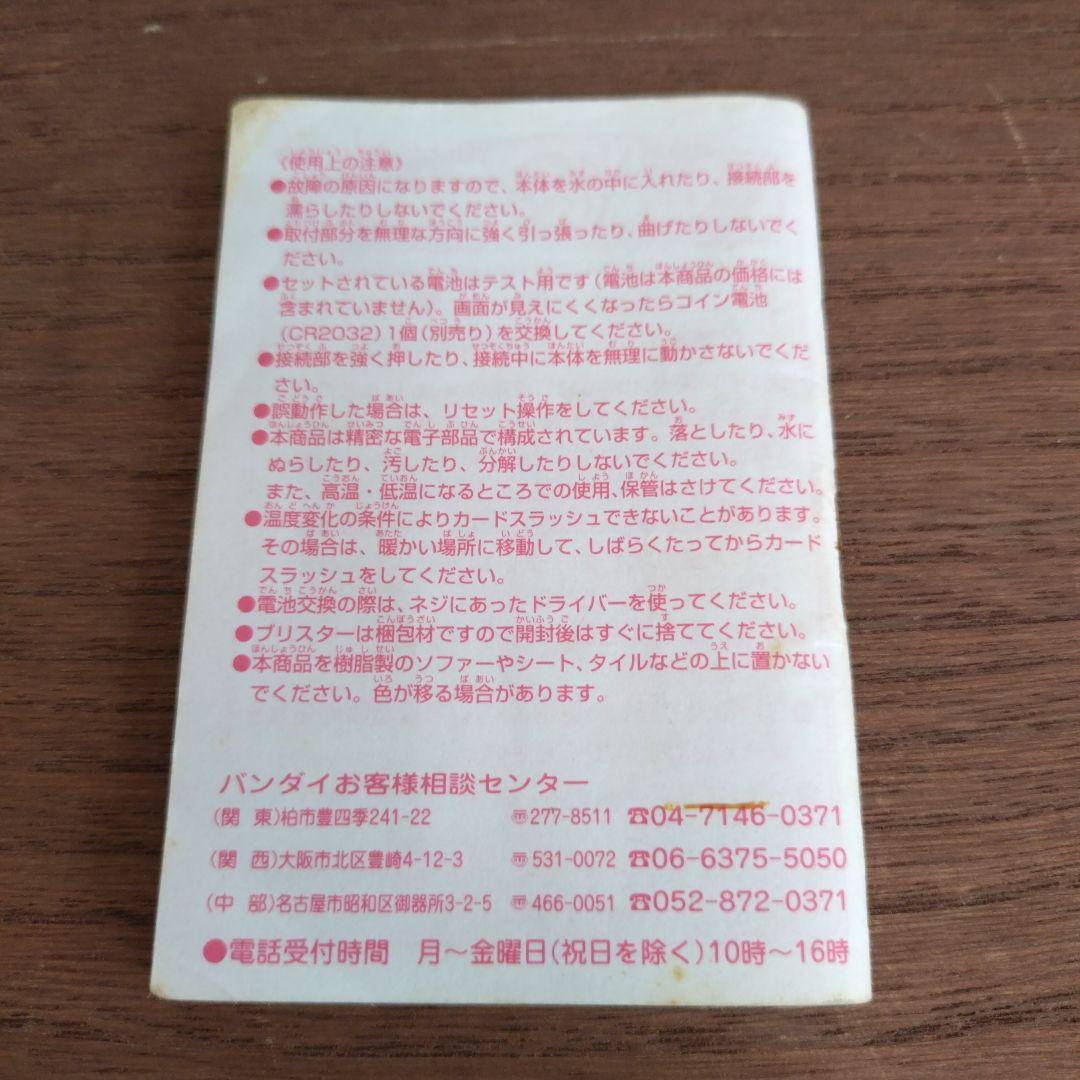 《使用上の注意》
●故障の原因になりますので、本体を水の中に入れたり、接続部を
濡らしたりしないでください。
●取付部分を無理な方向に強く引っ張ったり、曲げたりしないでく
ださい。
●セットされている電池はテスト用です(電池は本商品の価格には
含まれていません)。画面が見えにくくなったらコイン電池
(CR2032)1個(別売り)を交換してください。
●接続部を強く押したり、接続中に本体を無理に動かさないでくだ
さい。
●誤動作した場合は、リセット操作をしてください。
●本商品は精密な電子部品で構成されています。落としたり、水に
ぬらしたり、汚したり、分解したりしないでください。
また、高温・低温になるところでの使用、保管はさけてください。
●温度変化の条件によりカードスラッシュできないことがあります。
その場合は、暖かい場所に移動して、しばらくたってからカード
スラッシュをしてください。
●電池交換の際は、ネジにあったドライバーを使ってください。
●ブリスターは梱包材ですので開封後はすぐに捨ててください。
●本商品を樹脂製のソファーやシート、タイルなどの上に置かない
でください。色が移る場合があります。
バンダイお客様相談センター
(関 東)柏市豊四季241-22 〠277-8511 ☎04-7146-0371
(関 西)大阪市北区豊崎4-12-3 〠531-0072 ☎06-6375-5050
(中 部)名古屋市昭和区御器所3-2-5 〠466-0051 ☎052-872-0371
●電話受付時間 月〜金曜日(祝日を除く)10時〜16時